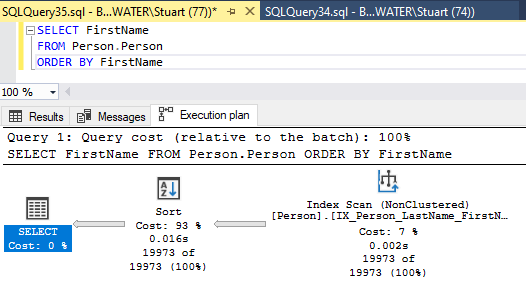 SQLQuery35.sql - B...WATER\Stuart (77))*
SQLQuery34.sql - B...WATER\Stuart (74))
SELECT FirstName
FROM Person.Person
ORDER BY FirstName
100 %
Results
Messages
Execution plan
Query 1: Query cost (relative to the batch): 100%
SELECT FirstName FROM Person.Person ORDER BY FirstName
SELECT
Cost: 0 %
A
Z
Sort
Cost: 93 %
0.016s
19973 of
19973 (100%)
Index Scan (NonClustered)
[Person].[IX_Person_LastName_FirstN…
Cost: 7 %
0.002s
19973 of
19973 (100%)